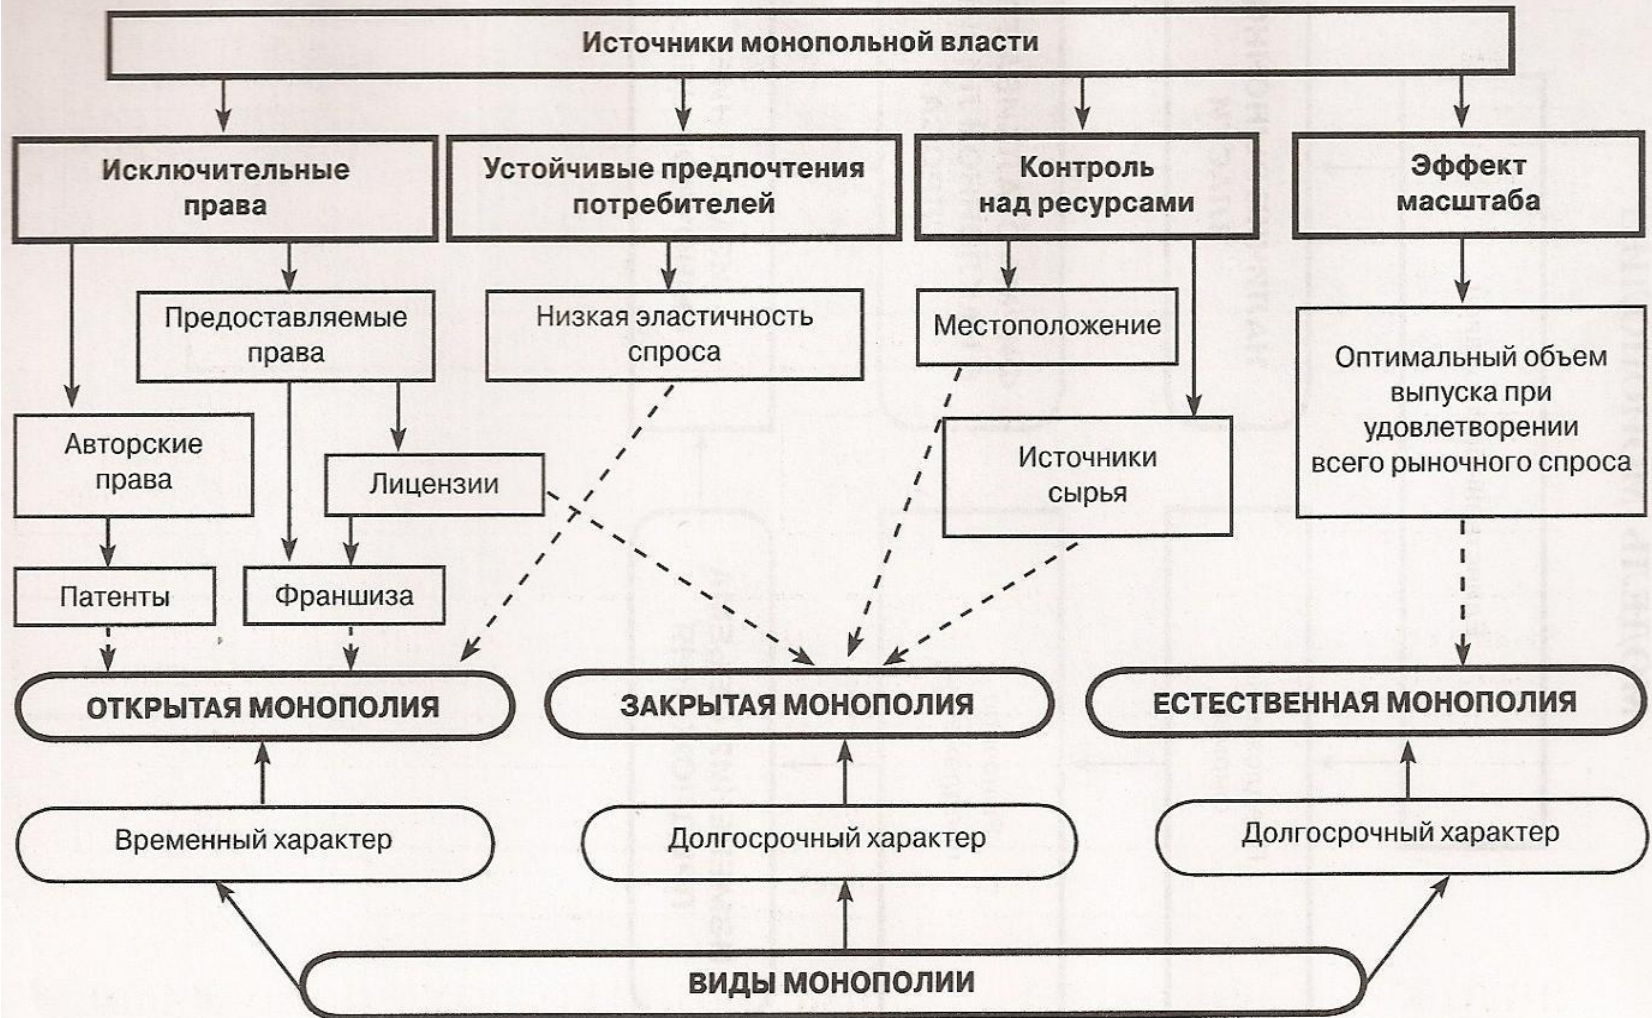 Источники монопольной власти
Исключительные
права
Устойчивые предпочтения
потребителей
Контроль
над ресурсами
Эффект
масштаба
Предоставляемые
права
Низкая эластичность
спроса
Местоположение
Оптимальный объем
выпуска при
удовлетворении
всего рыночного спроса
Авторские
права
Лицензии
Источники
сырья
Патенты
Франшиза
ОТКРЫТАЯ МОНОПОЛИЯ
ЗАКРЫТАЯ МОНОПОЛИЯ
ЕСТЕСТВЕННАЯ МОНОПОЛИЯ
Временный характер
Долгосрочный характер
Долгосрочный характер
ВИДЫ МОНОПОЛИИ